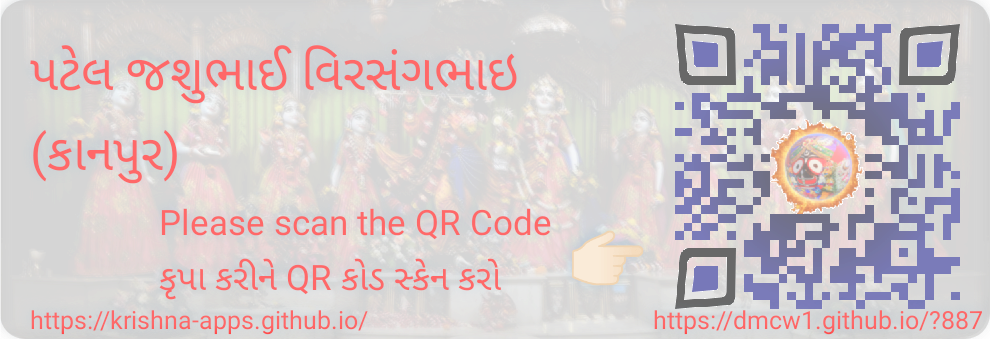 પટેલ જશુભાઈ વિરસંગભાઇ
(કાનપુર)
Please scan the QR Code
કૃપા કરીને QR કોડ સ્કેન કરો
https://krishna-apps.github.io/
https://dmcw1.github.io/?887